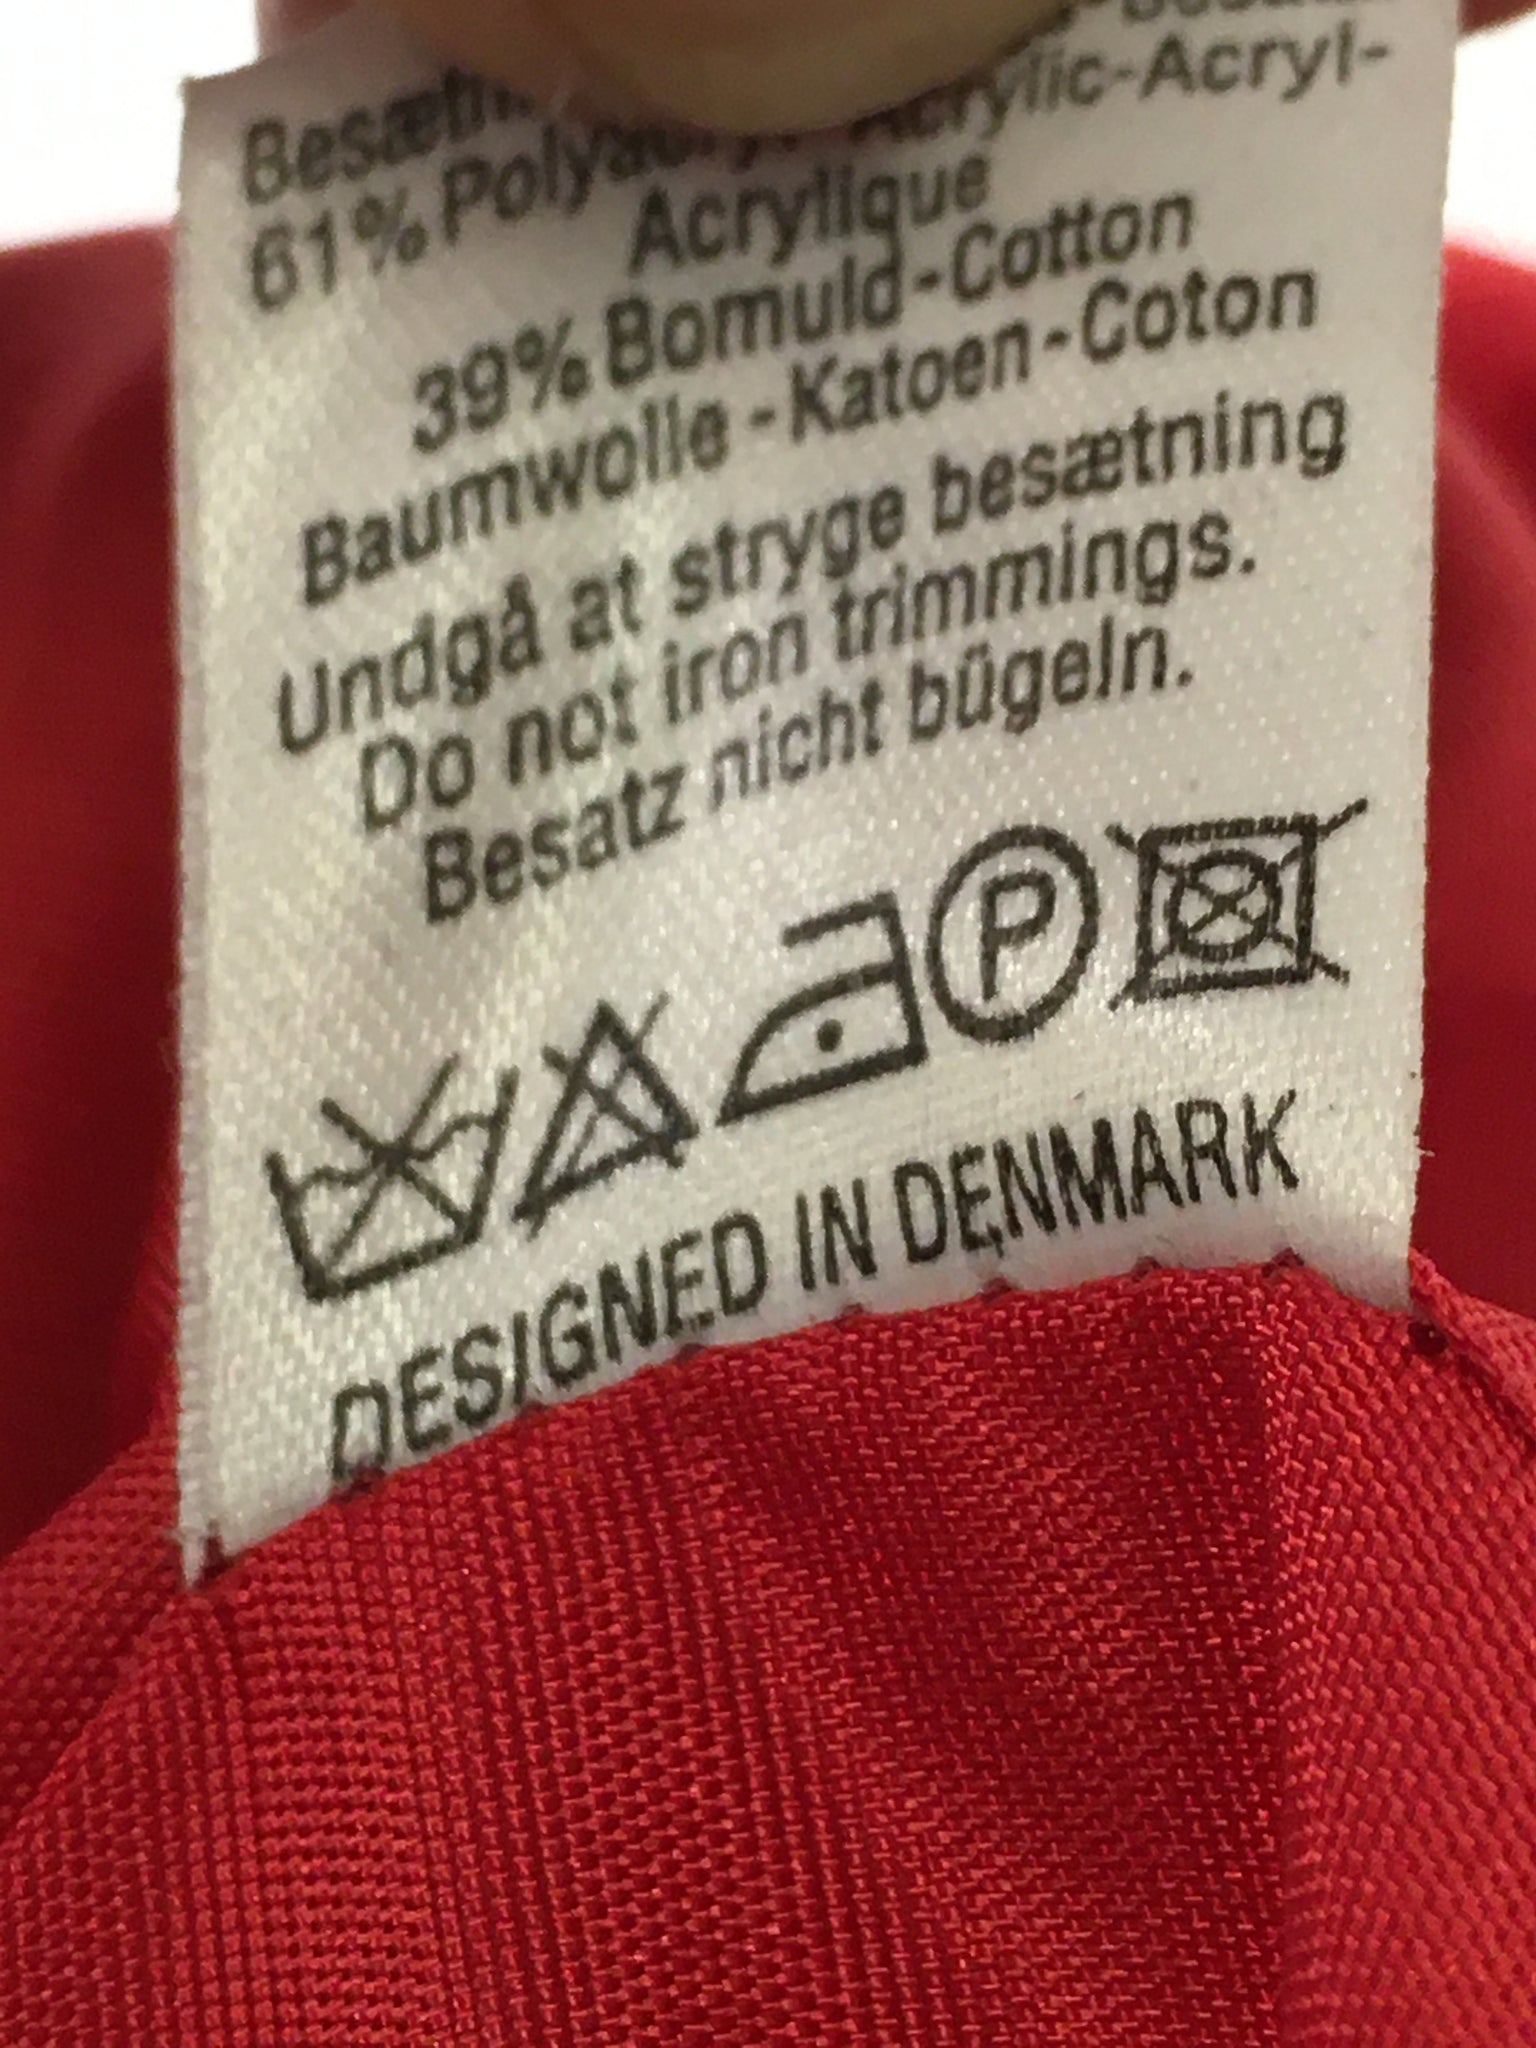 61% Polyacryl-Acrylic-Acryl-
Acrylique
39% Bomuld-Cotton
Baumwolle-Katoen-Coton
Undgå at stryge besætning
Do not iron trimmings.
Besatz nicht bügeln.
P
DESIGNED IN DENMARK